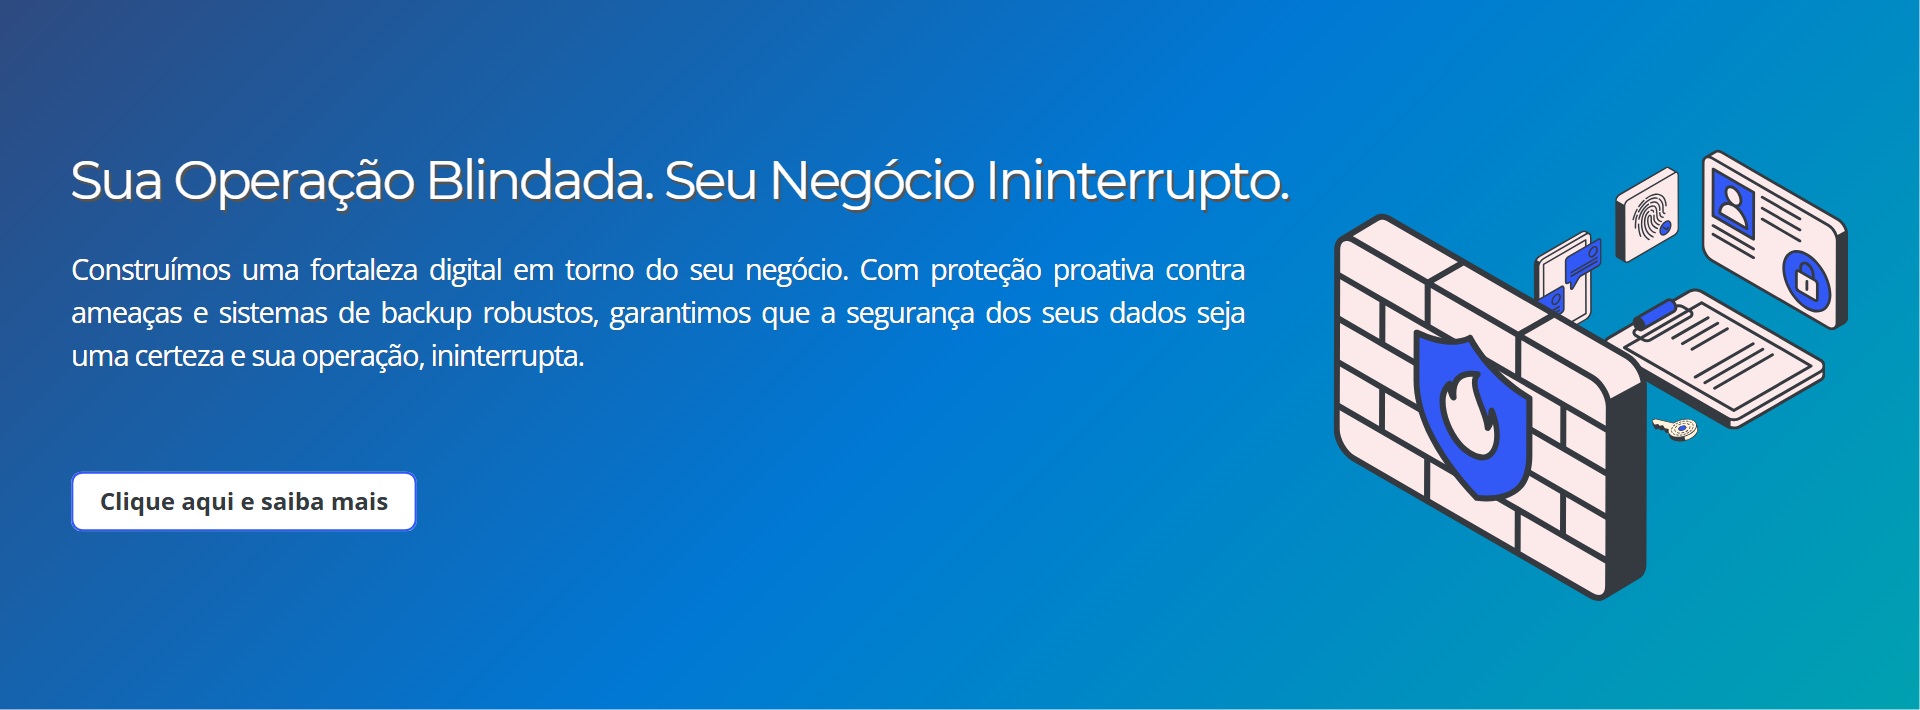 Sua Operação Blindada. Seu Negócio Ininterrupto.
Construímos uma fortaleza digital em torno do seu negócio. Com proteção proativa contra
ameaças e sistemas de backup robustos, garantimos que a segurança dos seus dados seja
uma certeza e sua operação, ininterrupta.
Clique aqui e saiba mais